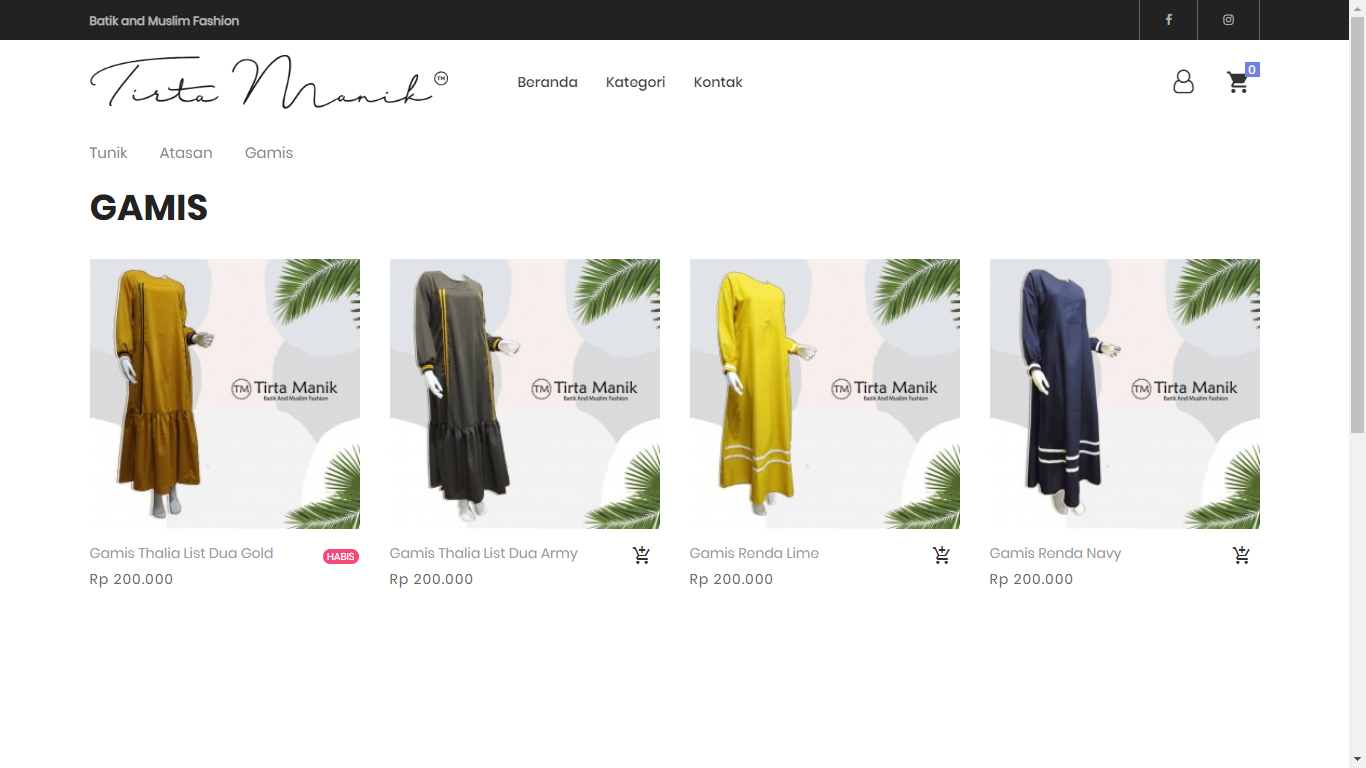 Batik and Muslim Fashion
Tirta Manik TM
0
Beranda Kategori Kontak
Tunik Atasan Gamis
GAMIS
TM Tirta Manik
Batik And Muslim Fashion
TM Tirta Manik
Batik And Muslim Fashion
TM Tirta Manik
Batik And Muslim Fashion
TM Tirta Manik
Batik And Muslim Fashion
Gamis Thalia List Dua Gold
HABIS
Rp 200.000
Gamis Thalia List Dua Army
Rp 200.000
Gamis Renda Lime
Rp 200.000
Gamis Renda Navy
Rp 200.000